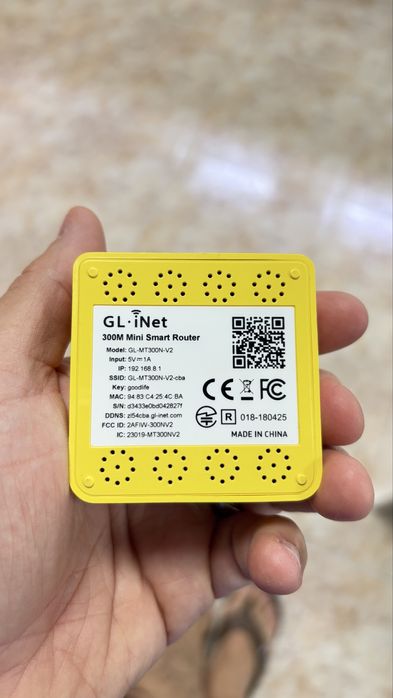 GL·iNet
300M Mini Smart Router
Model: GL-MT300N-V2
Input: 5V⎓1A
IP: 192.168.8.1
SSID: GL-MT300N-V2-cba
Key: goodlife
MAC: 94 83 C4 25 4C BA
S/N: d3433e0bd042827f
DDNS: zl54cba.gl-inet.com
FCC ID: 2AFIW-300NV2
IC: 23019-MT300NV2
CE FC
R 018-180425
MADE IN CHINA